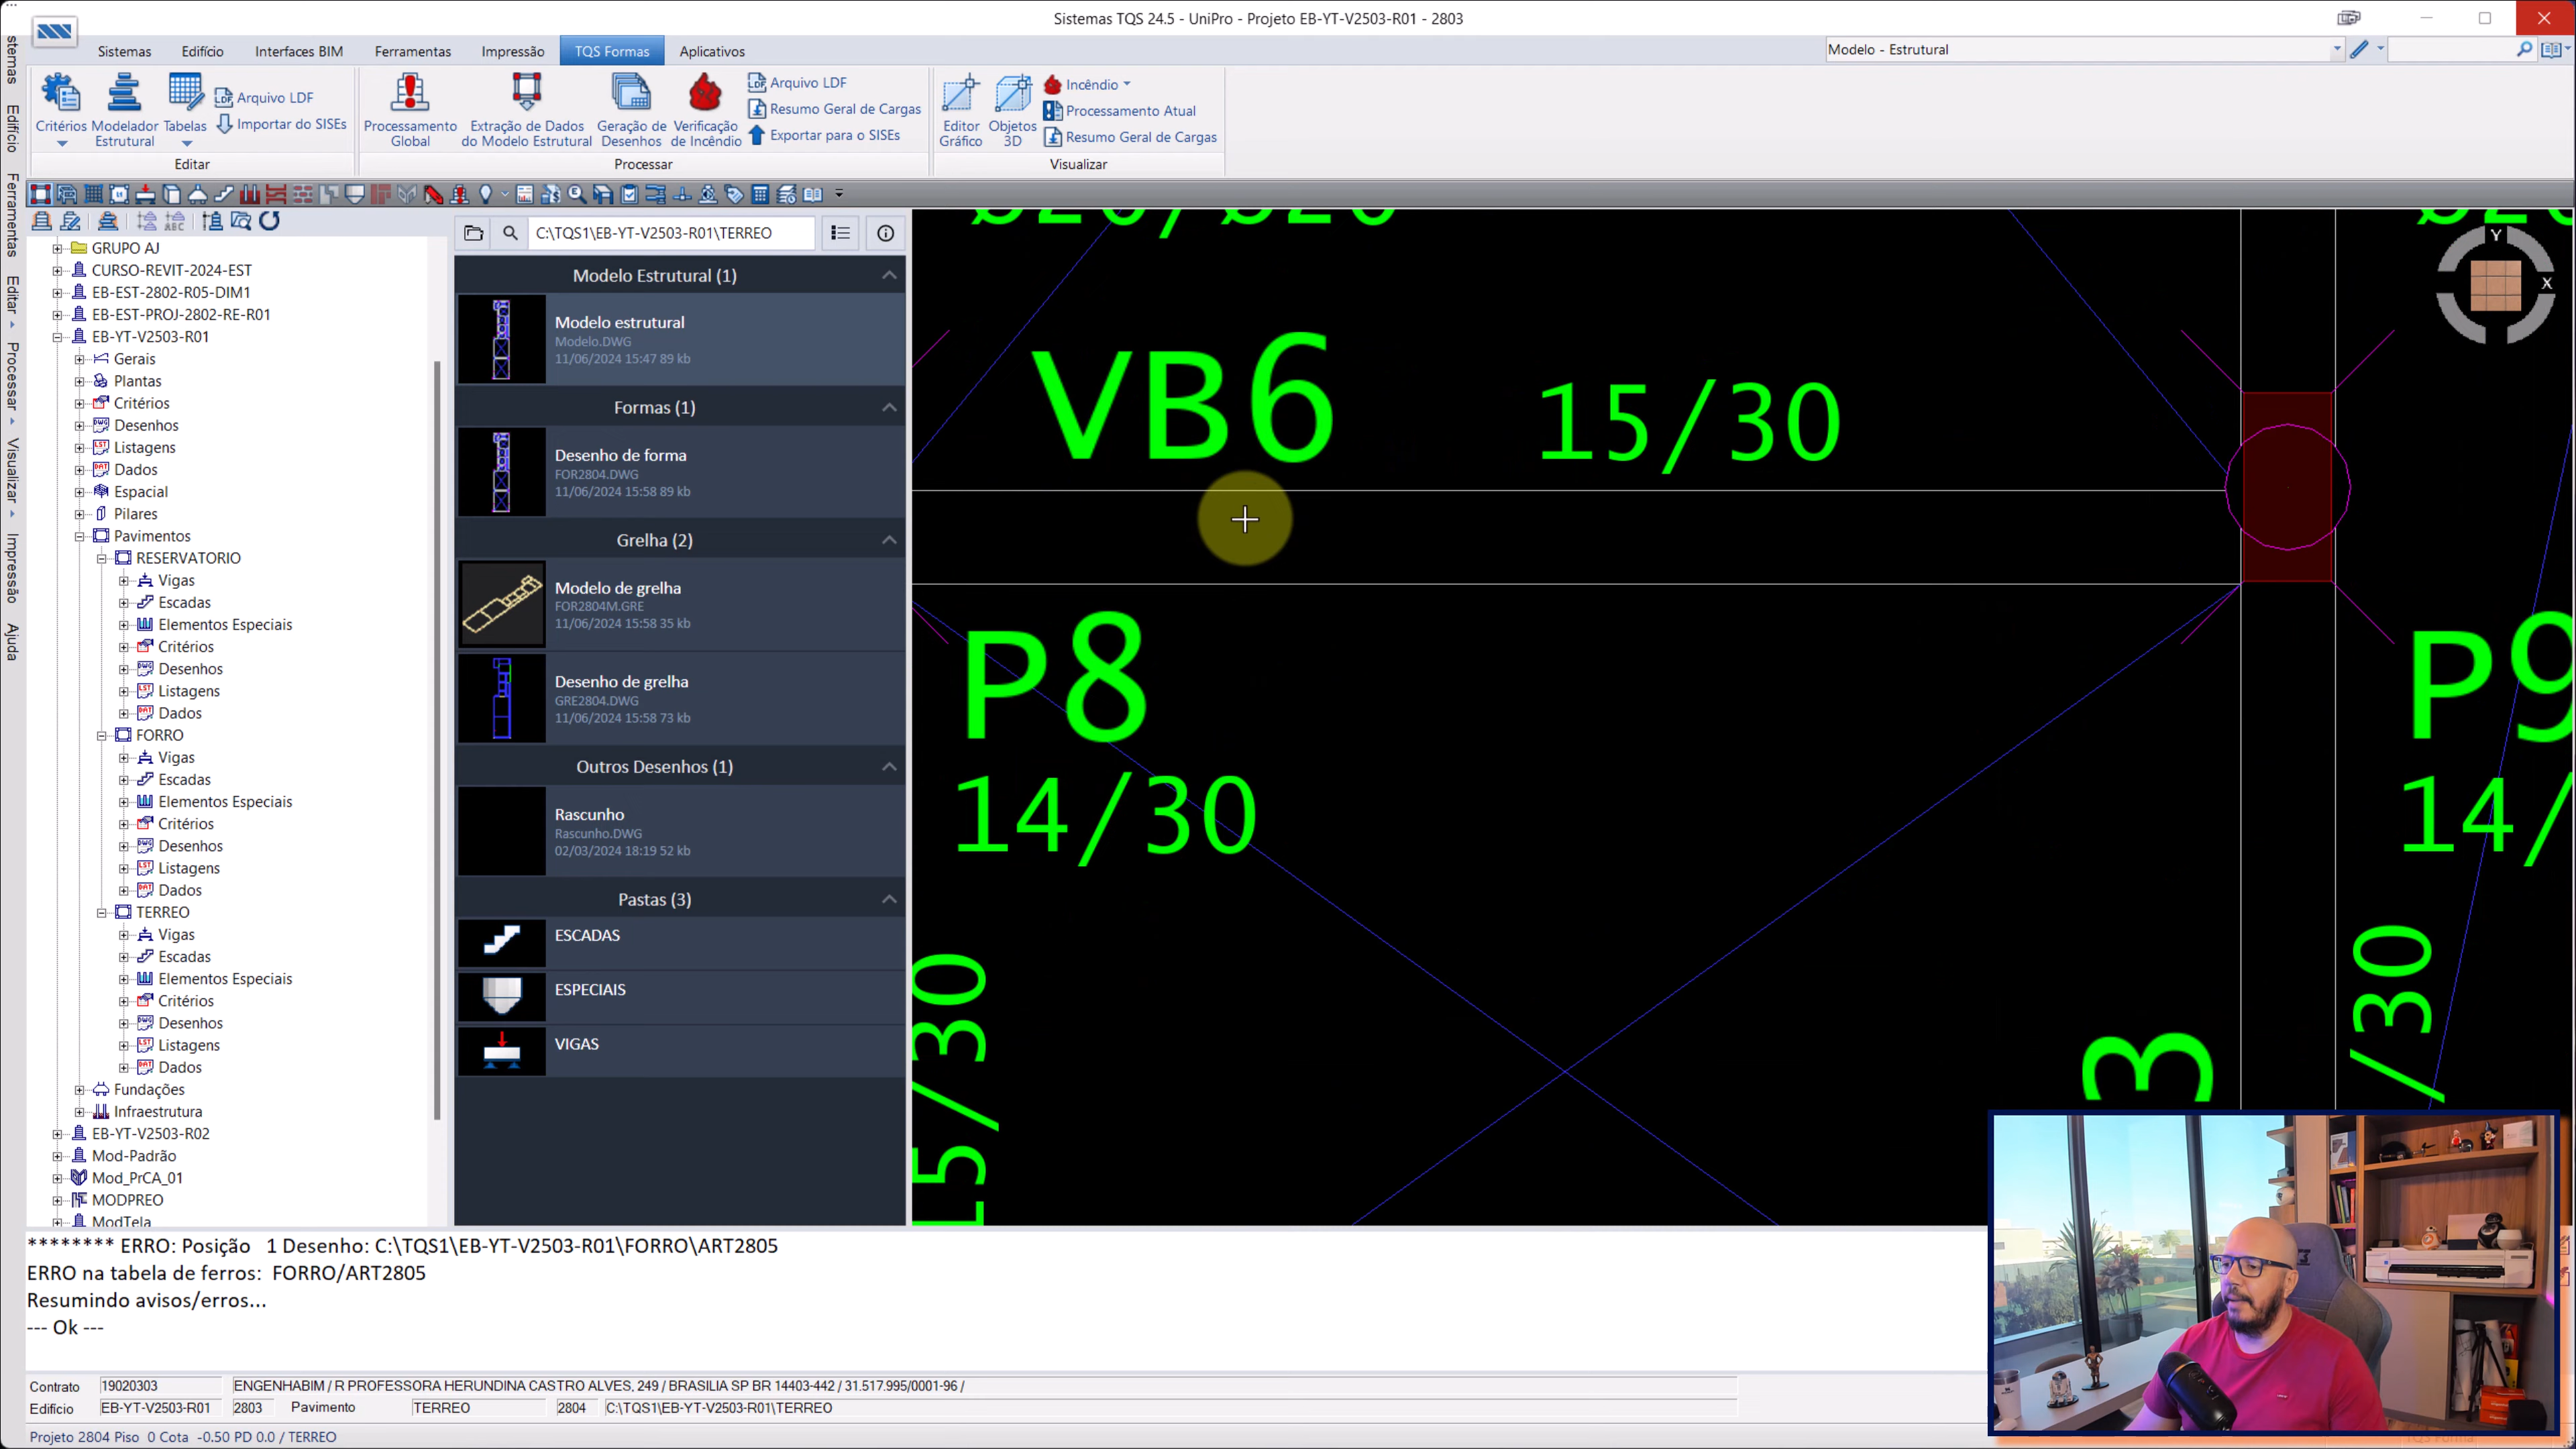 Sistemas TQS 24.5 - UniPro - Projeto EB-YT-V2503-R01 - 2803
Sistemas
Edifício
Interfaces BIM
Ferramentas
Impressão
TQS Formas
Aplicativos
Modelo - Estrutural
Critérios
Modelador Estrutural
Tabelas
Arquivo LDF
Importar do SISEs
Editar
Processamento Global
Extração de Dados do Modelo Estrutural
Geração de Desenhos
Verificação de Incêndio
Arquivo LDF
Resumo Geral de Cargas
Exportar para o SISEs
Processar
Editor Gráfico
Objetos 3D
Incêndio
Processamento Atual
Resumo Geral de Cargas
Visualizar
stemas
Edifício
Ferramentas
Editar
Processar
Visualizar
Impressão
Ajuda
GRUPO AJ
CURSO-REVIT-2024-EST
EB-EST-2802-R05-DIM1
EB-EST-PROJ-2802-RE-R01
EB-YT-V2503-R01
Gerais
Plantas
Critérios
Desenhos
Listagens
Dados
Espacial
Pilares
Pavimentos
RESERVATORIO
Vigas
Escadas
Elementos Especiais
Critérios
Desenhos
Listagens
Dados
FORRO
Vigas
Escadas
Elementos Especiais
Critérios
Desenhos
Listagens
Dados
TERREO
Vigas
Escadas
Elementos Especiais
Critérios
Desenhos
Listagens
Dados
Fundações
Infraestrutura
EB-YT-V2503-R02
Mod-Padrão
Mod_PrCA_01
MODPREO
ModTela
C:\TQS1\EB-YT-V2503-R01\TERREO
Modelo Estrutural (1)
Modelo estrutural
Modelo.DWG
11/06/2024 15:47 89 kb
Formas (1)
Desenho de forma
FOR2804.DWG
11/06/2024 15:58 89 kb
Grelha (2)
Modelo de grelha
FOR2804M.GRE
11/06/2024 15:58 35 kb
Desenho de grelha
GRE2804.DWG
11/06/2024 15:58 73 kb
Outros Desenhos (1)
Rascunho
Rascunho.DWG
02/03/2024 18:19 52 kb
Pastas (3)
ESCADAS
ESPECIAIS
VIGAS
VB6
15/30
P8
14/30
P9
14/
15/30
3
/30
Y
X
******** ERRO: Posição 1 Desenho: C:\TQS1\EB-YT-V2503-R01\FORRO\ART2805
ERRO na tabela de ferros: FORRO/ART2805
Resumindo avisos/erros...
--- Ok ---
Contrato 19020303 ENGENHABIM / R PROFESSORA HERUNDINA CASTRO ALVES, 249 / BRASILIA SP BR 14403-442 / 31.517.995/0001-96 /
Edifício EB-YT-V2503-R01 2803 Pavimento TERREO 2804 C:\TQS1\EB-YT-V2503-R01\TERREO
Projeto 2804 Piso 0 Cota -0.50 PD 0.0 / TERREO